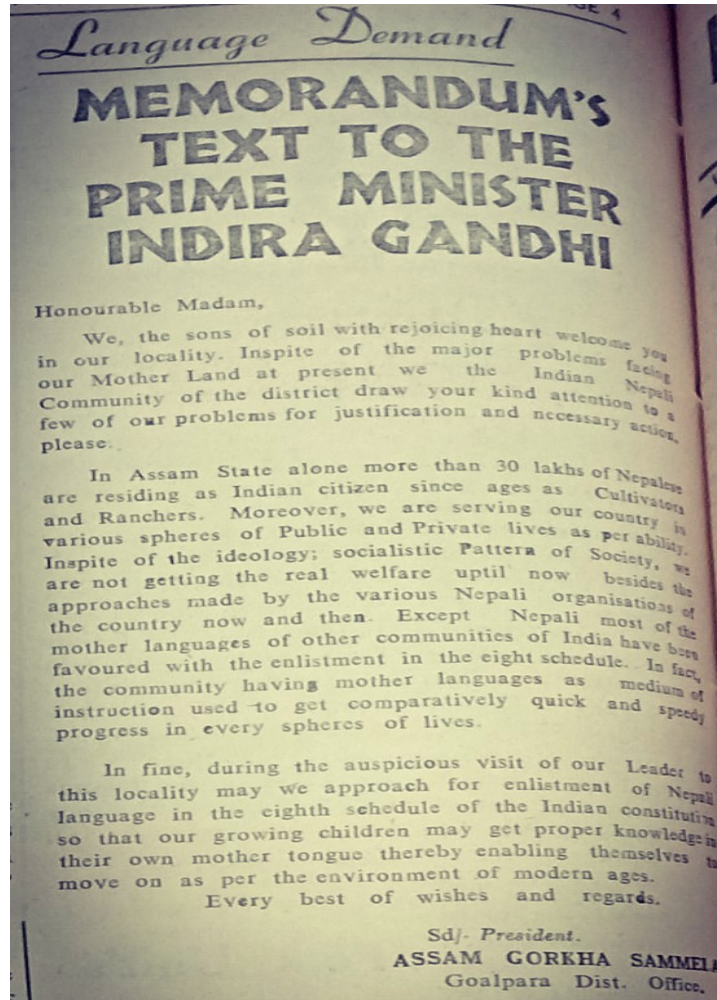 GE 4
Language Demand
MEMORANDUM'S
TEXT TO THE
PRIME MINISTER
INDIRA GANDHI
Honourable Madam,
We, the sons of soil with rejoicing heart welcome you
in our locality. Inspite of the major problems facing
our Mother Land at present we the Indian Nepali
Community of the district draw your kind attention to a
few of our problems for justification and necessary action,
please.
In Assam State alone more than 30 lakhs of Nepalese
are residing as Indian citizen since ages as Cultivators
and Ranchers. Moreover, we are serving our country in
various spheres of Public and Private lives as per ability.
Inspite of the ideology; socialistic Pattern of Society, we
are not getting the real welfare uptil now besides the
approaches made by the various Nepali organisations of
the country now and then. Except Nepali most of the
mother languages of other communities of India have been
favoured with the enlistment in the eight schedule. In fact,
the community having mother languages as medium of
instruction used to get comparatively quick and speedy
progress in every spheres of lives.
In fine, during the auspicious visit of our Leader to
this locality may we approach for enlistment of Nepali
language in the eighth schedule of the Indian constitution
so that our growing children may get proper knowledge in
their own mother tongue thereby enabling themselves to
move on as per the environment of modern ages.
Every best of wishes and regards.
Sd/- President.
ASSAM GORKHA SAMMELA
Goalpara Dist. Office.